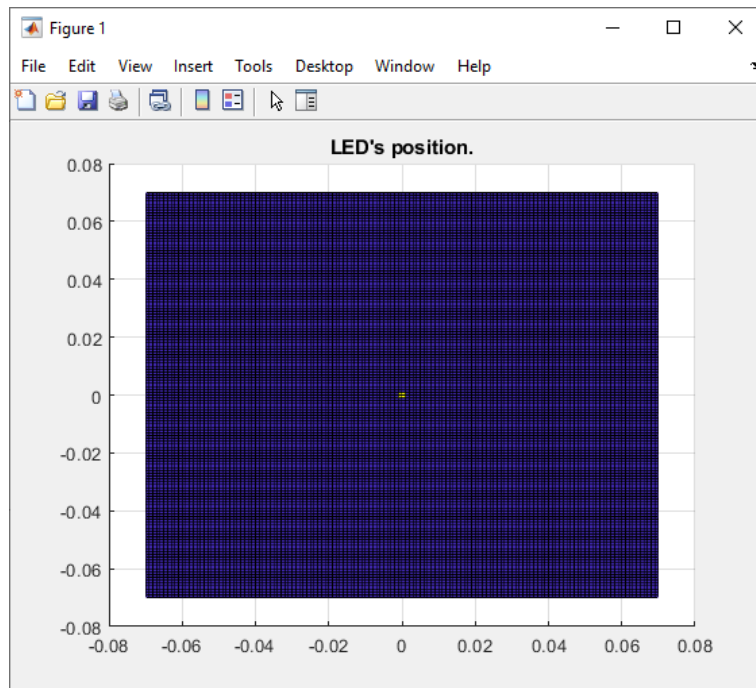 Figure 1
File Edit View Insert Tools Desktop Window Help
LED's position.
0.08
0.06
0.04
0.02
0
-0.02
-0.04
-0.06
-0.08
-0.08 -0.06 -0.04 -0.02 0 0.02 0.04 0.06 0.08